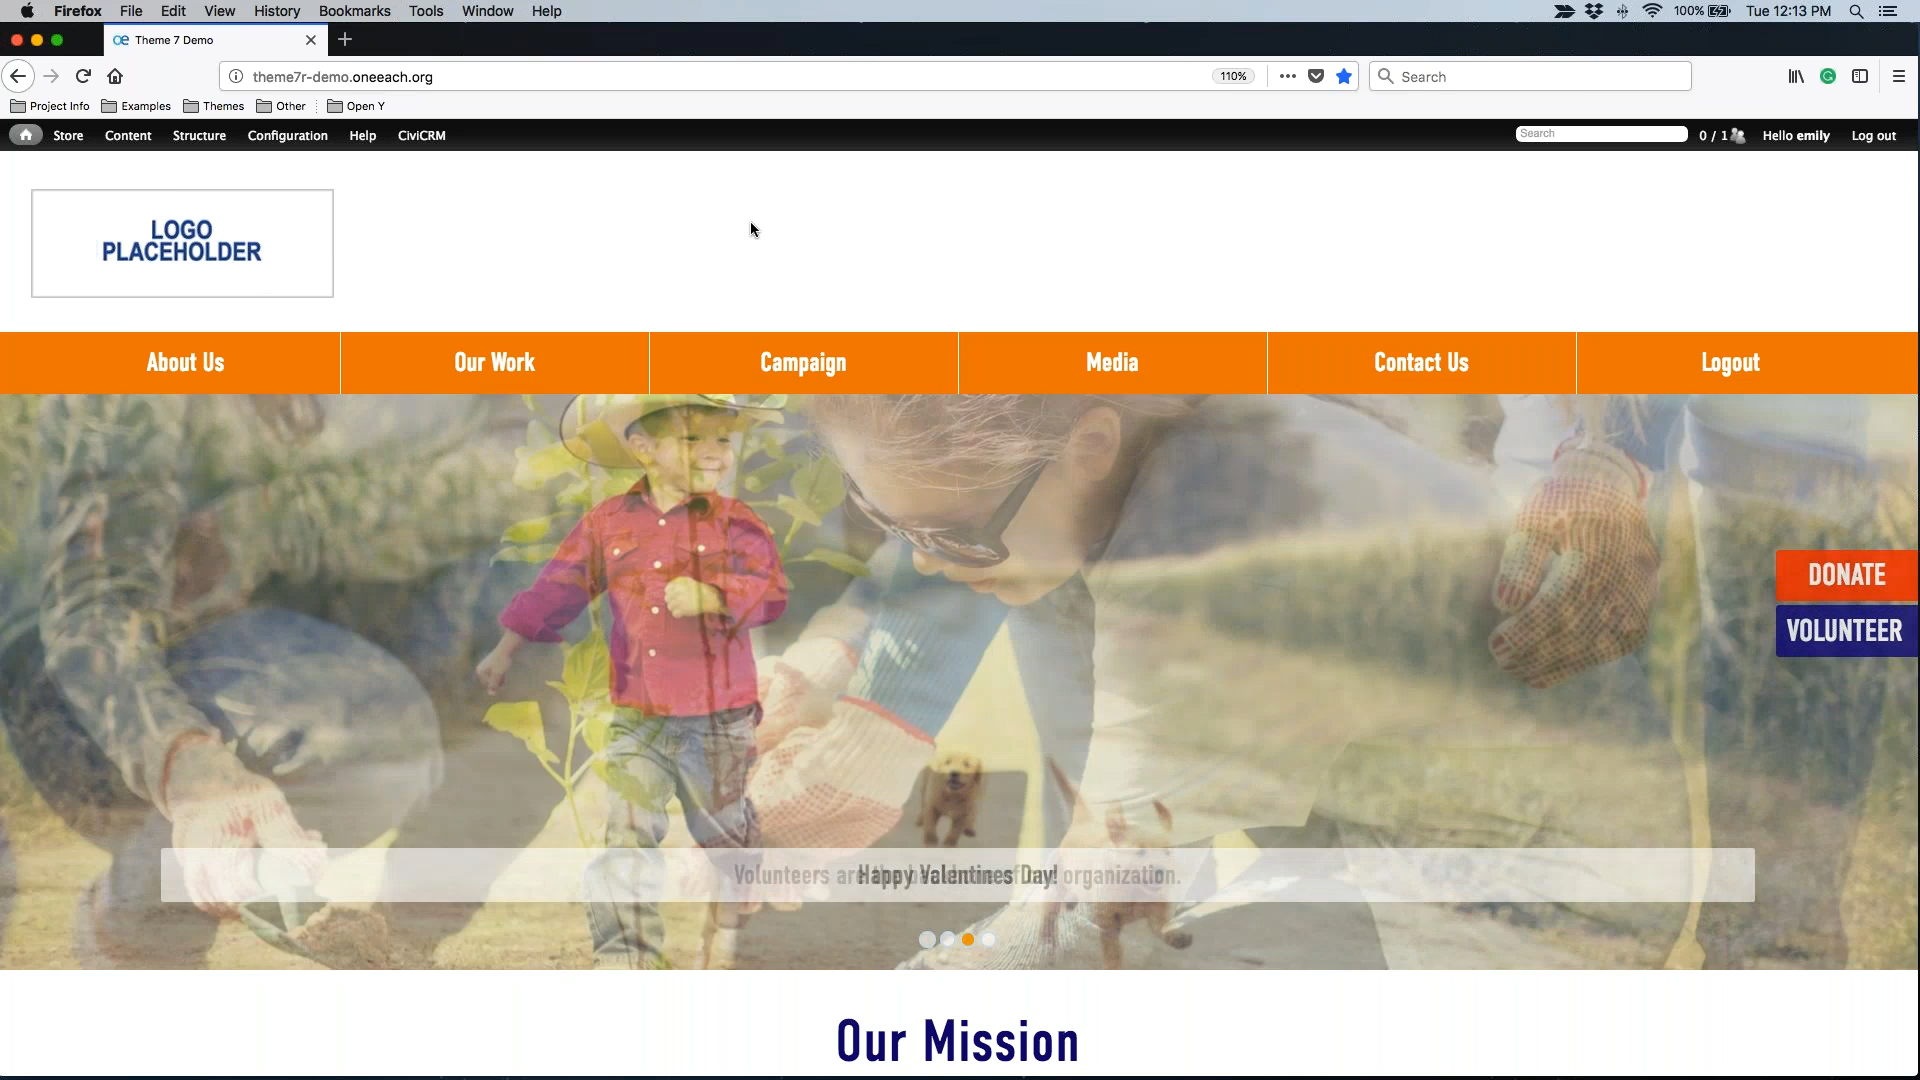 Firefox File Edit View History Bookmarks Tools Window Help 100% Tue 12:13 PM
Theme 7 Demo
theme7r-demo.oneeach.org 110% Search
Project Info Examples Themes Other Open Y
Store Content Structure Configuration Help CiviCRM Search 0 / 1 Hello emily Log out
LOGO
PLACEHOLDER
About Us Our Work Campaign Media Contact Us Logout
DONATE
VOLUNTEER
Volunteers are organization.
Happy Valentines Day!
Our Mission